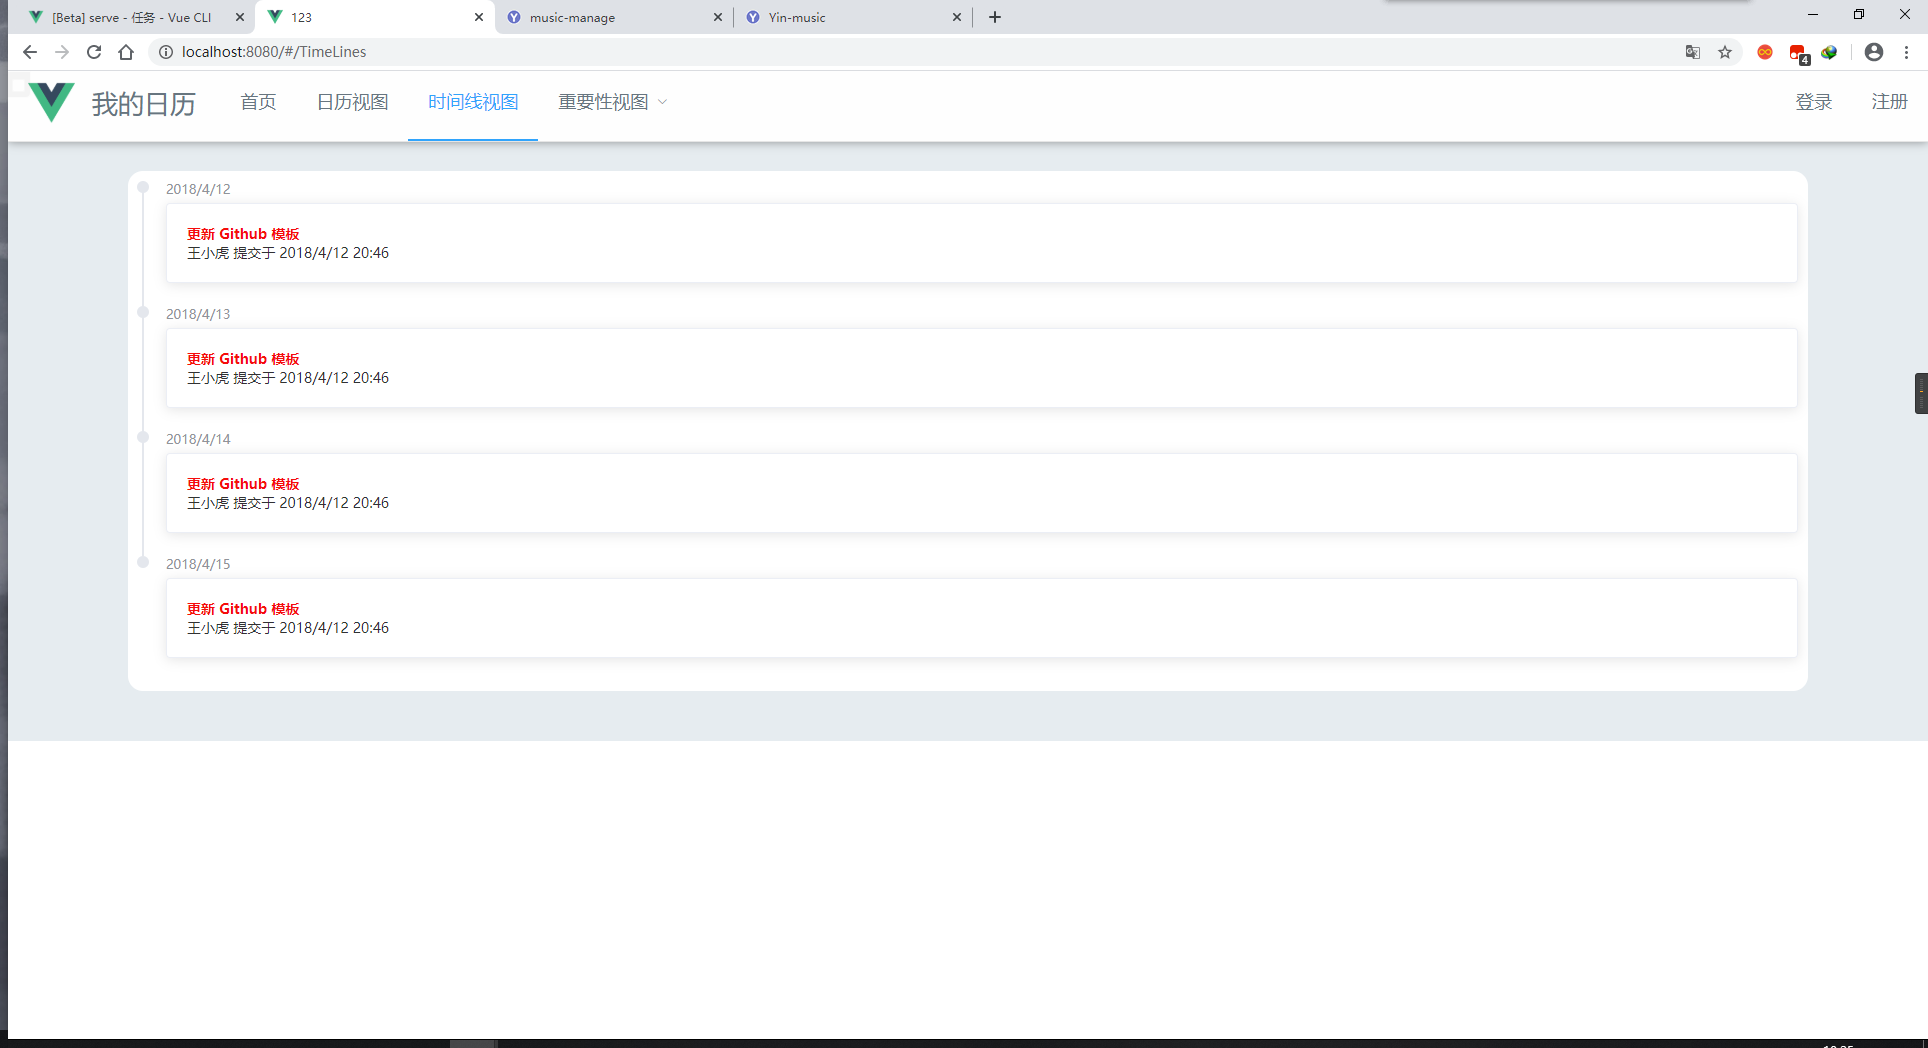 [Beta] serve - 任务 - Vue CLI
123
music-manage
Yin-music
localhost:8080/#/TimeLines
4
我的日历
首页
日历视图
时间线视图
重要性视图
登录
注册
2018/4/12
更新 Github 模板
王小虎 提交于 2018/4/12 20:46
2018/4/13
更新 Github 模板
王小虎 提交于 2018/4/12 20:46
2018/4/14
更新 Github 模板
王小虎 提交于 2018/4/12 20:46
2018/4/15
更新 Github 模板
王小虎 提交于 2018/4/12 20:46